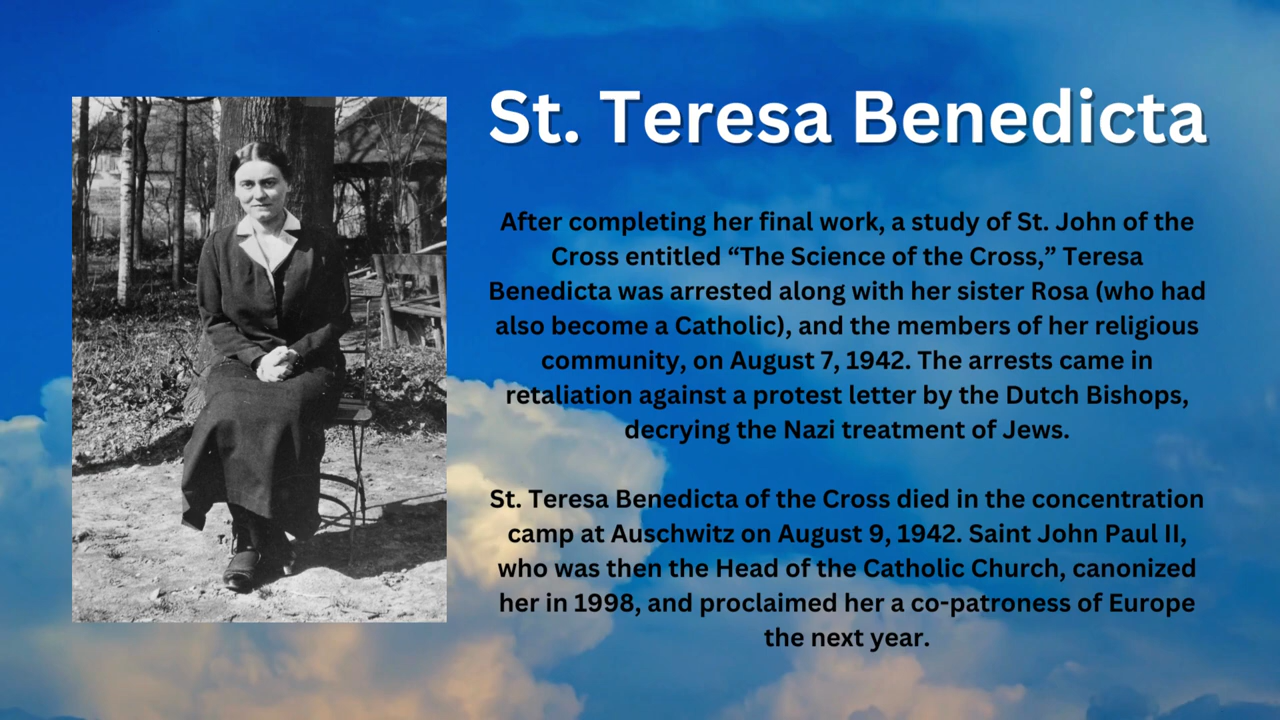 St. Teresa Benedicta
After completing her final work, a study of St. John of the
Cross entitled “The Science of the Cross,” Teresa
Benedicta was arrested along with her sister Rosa (who had
also become a Catholic), and the members of her religious
community, on August 7, 1942. The arrests came in
retaliation against a protest letter by the Dutch Bishops,
decrying the Nazi treatment of Jews.
St. Teresa Benedicta of the Cross died in the concentration
camp at Auschwitz on August 9, 1942. Saint John Paul II,
who was then the Head of the Catholic Church, canonized
her in 1998, and proclaimed her a co-patroness of Europe
the next year.